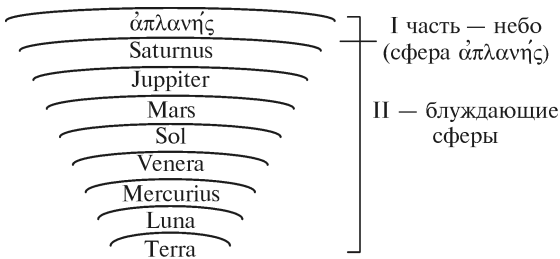 ἀπλανής
Saturnus
Juppiter
Mars
Sol
Venera
Mercurius
Luna
Terra
I часть — небо
(сфера ἀπλανής)
II — блуждающие
сферы